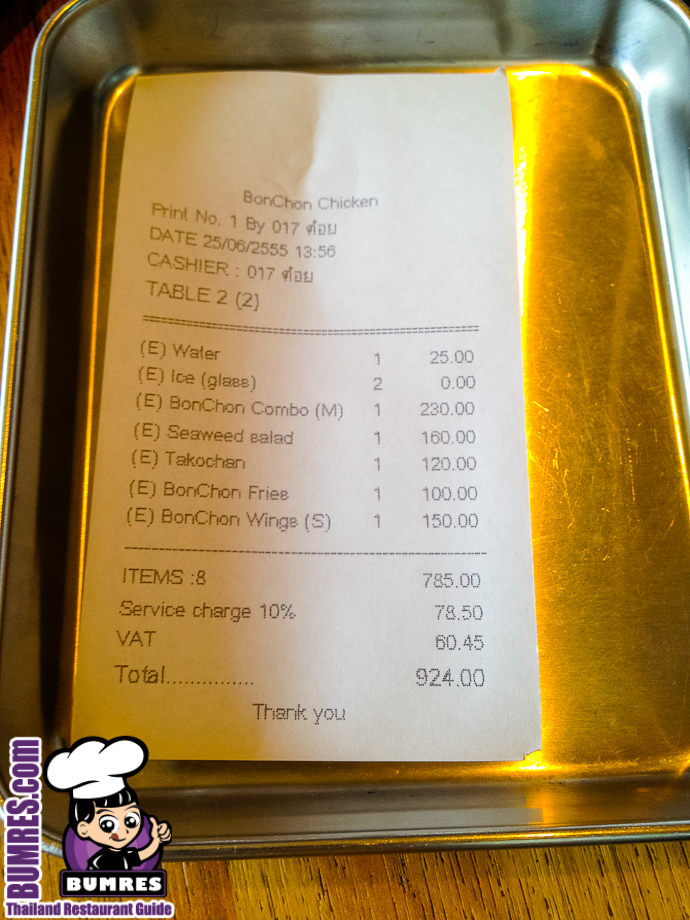 BonChon Chicken
Print No. 1 By 017 ต๋อย
DATE 25/06/2555 13:56
CASHIER : 017 ต๋อย
TABLE 2 (2)
(E) Water 1 25.00
(E) Ice (glass) 2 0.00
(E) BonChon Combo (M) 1 230.00
(E) Seaweed salad 1 160.00
(E) Takochan 1 120.00
(E) BonChon Fries 1 100.00
(E) BonChon Wings (S) 1 150.00
ITEMS :8 785.00
Service charge 10% 78.50
VAT 60.45
Total............... 924.00
Thank you
BUMRES.com
BUMRES
Thailand Restaurant Guide